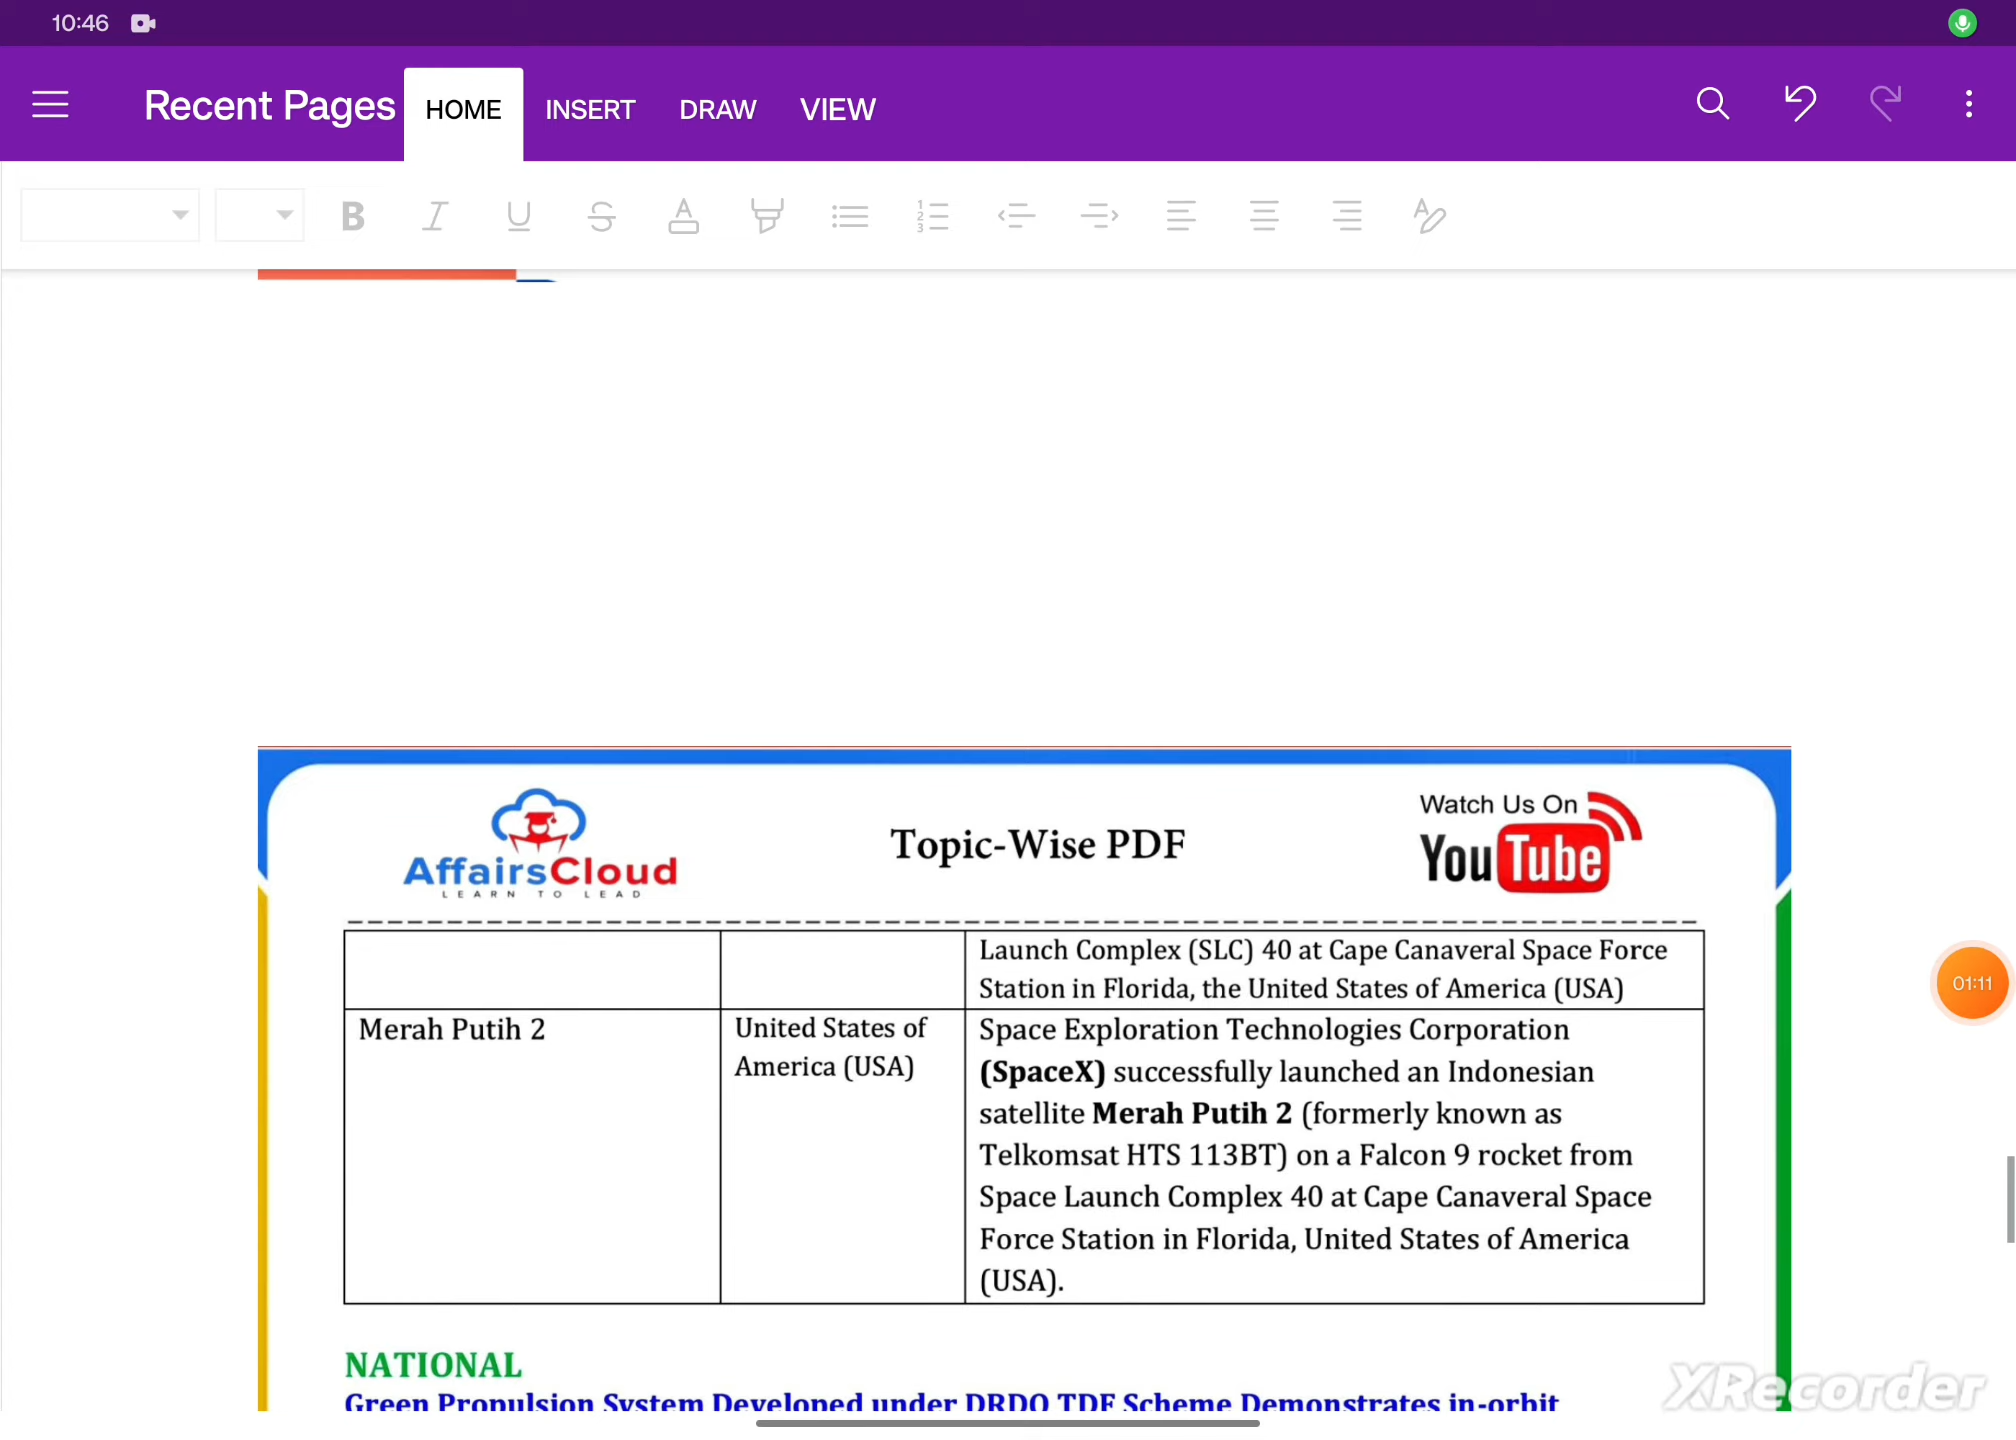 10:46
Recent Pages HOME INSERT DRAW VIEW
Watch Us On
YouTube
Topic-Wise PDF
AffairsCloud
LEARN TO LEAD
Launch Complex (SLC) 40 at Cape Canaveral Space Force
Station in Florida, the United States of America (USA)
Merah Putih 2
United States of
America (USA)
Space Exploration Technologies Corporation
(SpaceX) successfully launched an Indonesian
satellite Merah Putih 2 (formerly known as
Telkomsat HTS 113BT) on a Falcon 9 rocket from
Space Launch Complex 40 at Cape Canaveral Space
Force Station in Florida, United States of America
(USA).
01:11
NATIONAL
Green Propulsion System Developed under DRDO TDF Scheme Demonstrates in-orbit
XRecorder